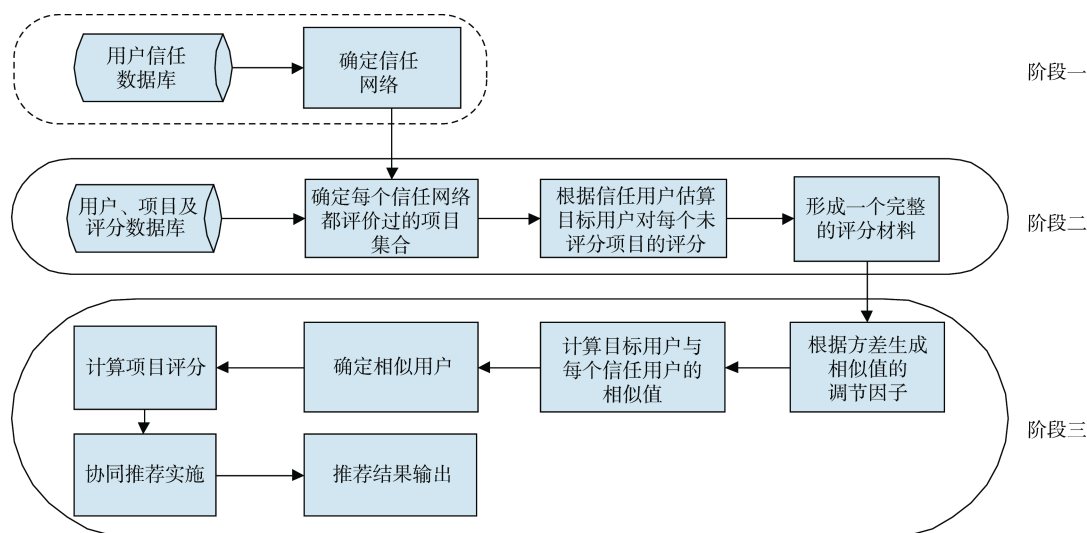 用户信任
数据库
确定信任
网络
阶段一
用户、项目及
评分数据库
确定每个信任网络
都评价过的项目
集合
根据信任用户估算
目标用户对每个未
评分项目的评分
形成一个完整
的评分材料
阶段二
根据方差生成
相似值的
调节因子
计算目标用户与
每个信任用户的
相似值
确定相似用户
计算项目评分
阶段三
协同推荐实施
推荐结果输出